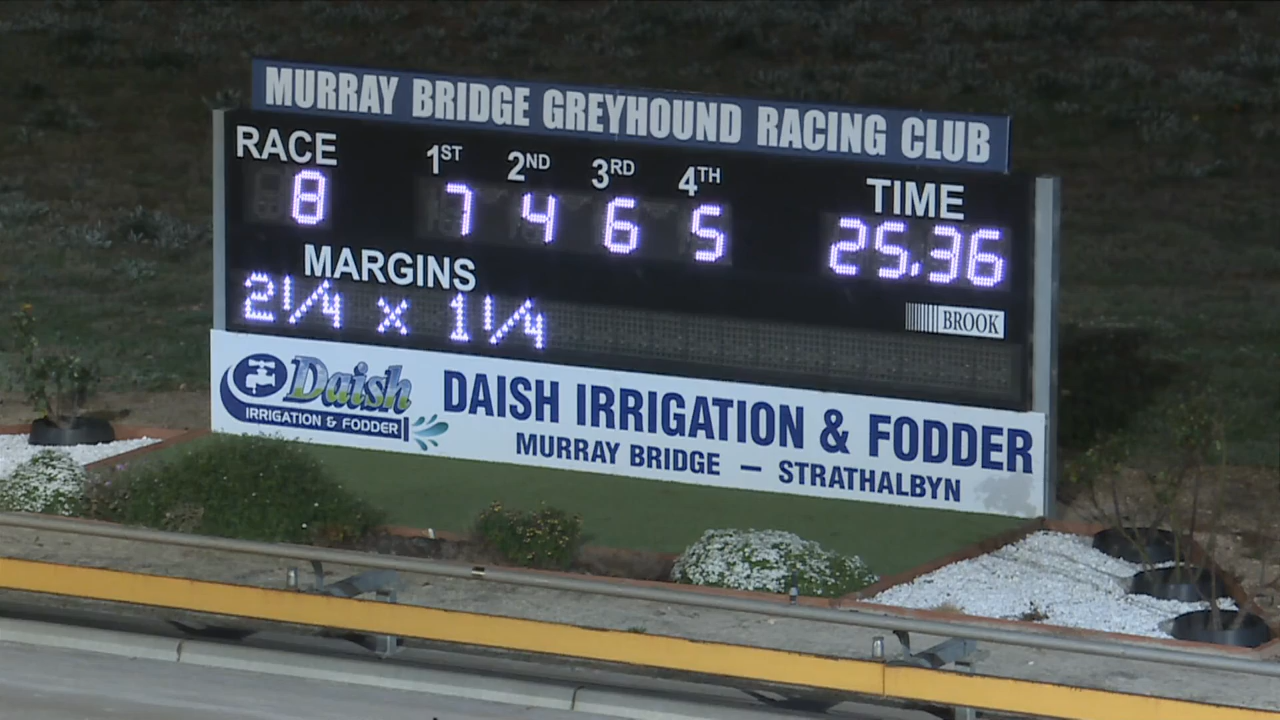 MURRAY BRIDGE GREYHOUND RACING CLUB
RACE 1ST 2ND 3RD 4TH TIME
8 7 4 6 5 25.36
MARGINS
2 1/4 x 1 1/4
BROOK
Daish
IRRIGATION & FODDER
DAISH IRRIGATION & FODDER
MURRAY BRIDGE – STRATHALBYN